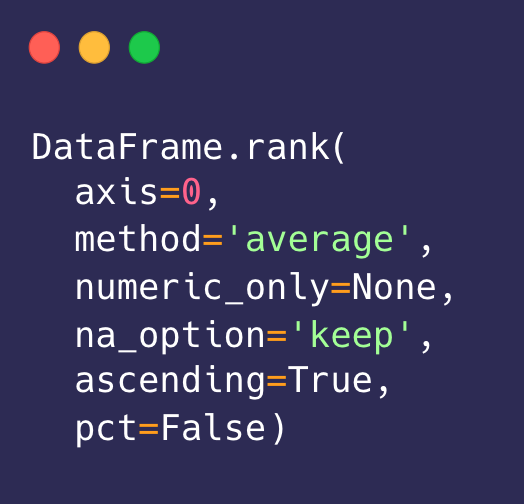 DataFrame.rank(
  axis=0,
  method='average',
  numeric_only=None,
  na_option='keep',
  ascending=True,
  pct=False)